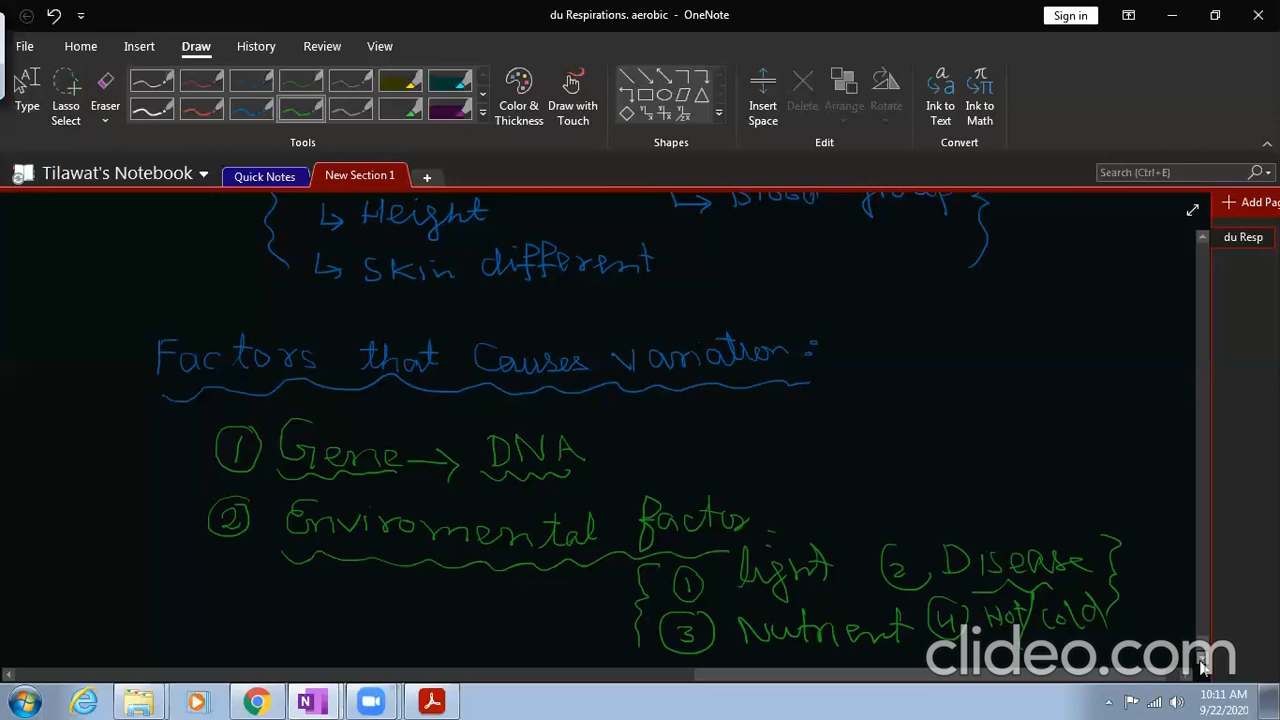 du Respirations. aerobic - OneNote
Sign in
File Home Insert Draw History Review View
Type
Lasso Select
Eraser
Color & Thickness
Draw with Touch
Insert Space
Delete
Arrange
Rotate
Ink to Text
Ink to Math
Tools Shapes Edit Convert
Tilawat's Notebook Quick Notes New Section 1 + Search (Ctrl+E)
Add Pag
du Resp
↳ Height ↳ Blood group
↳ Skin different
Factors that Causes variation :
① Gene → DNA
② Enviromental factor
① light ② Disease
③ Nutrient ④ Hot/Cold
clideo.com
10:11 AM
9/22/2020